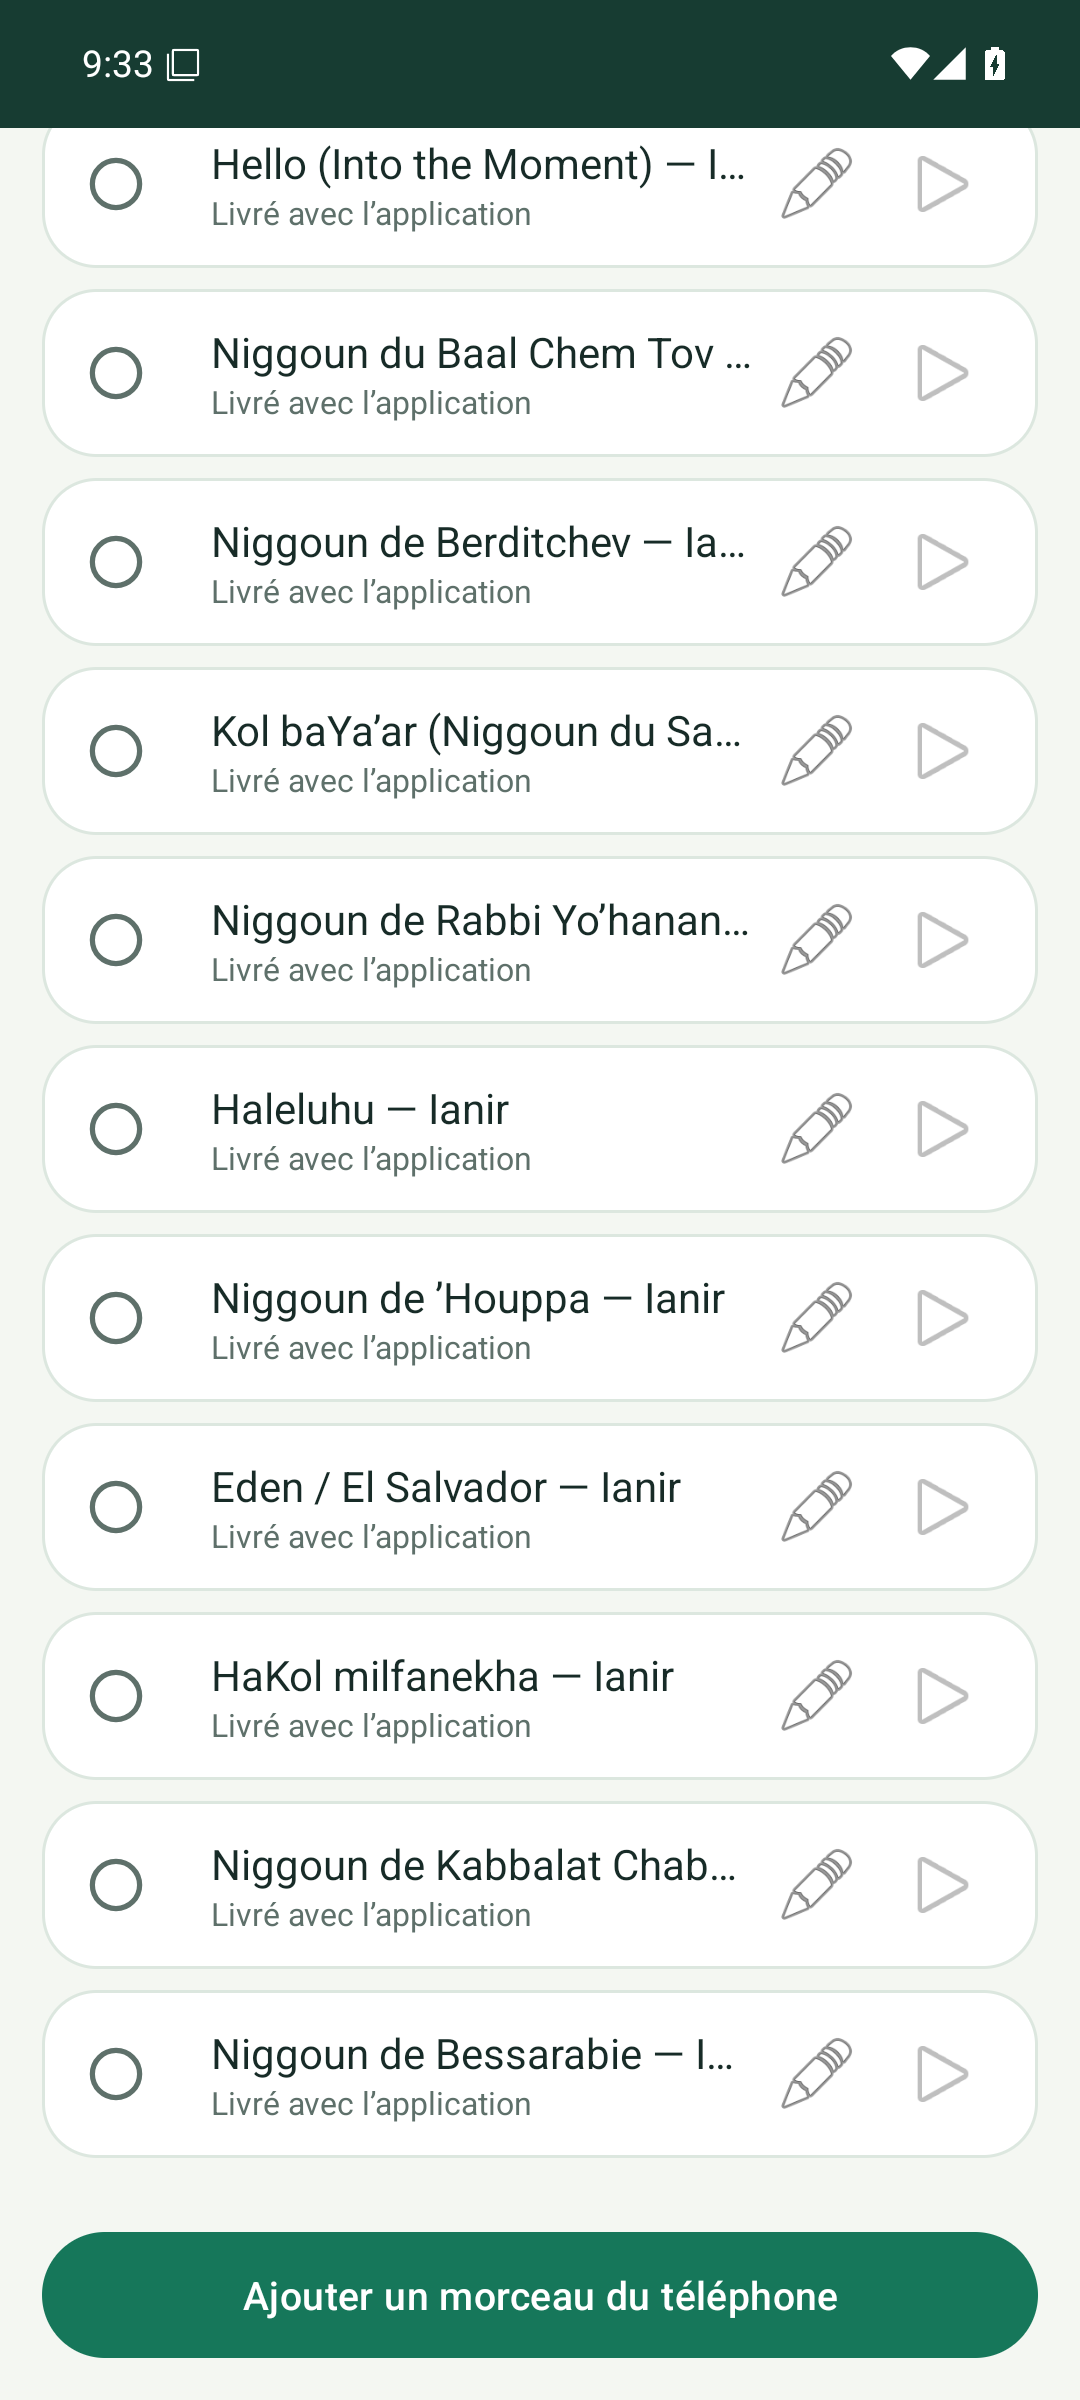 9:33
Hello (Into the Moment) — I...
Livré avec l’application
Niggoun du Baal Chem Tov ...
Livré avec l’application
Niggoun de Berditchev — Ia...
Livré avec l’application
Kol baYa’ar (Niggoun du Sa...
Livré avec l’application
Niggoun de Rabbi Yo’hanan...
Livré avec l’application
Haleluhu — Ianir
Livré avec l’application
Niggoun de ’Houppa — Ianir
Livré avec l’application
Eden / El Salvador — Ianir
Livré avec l’application
HaKol milfanekha — Ianir
Livré avec l’application
Niggoun de Kabbalat Chab...
Livré avec l’application
Niggoun de Bessarabie — I...
Livré avec l’application
Ajouter un morceau du téléphone